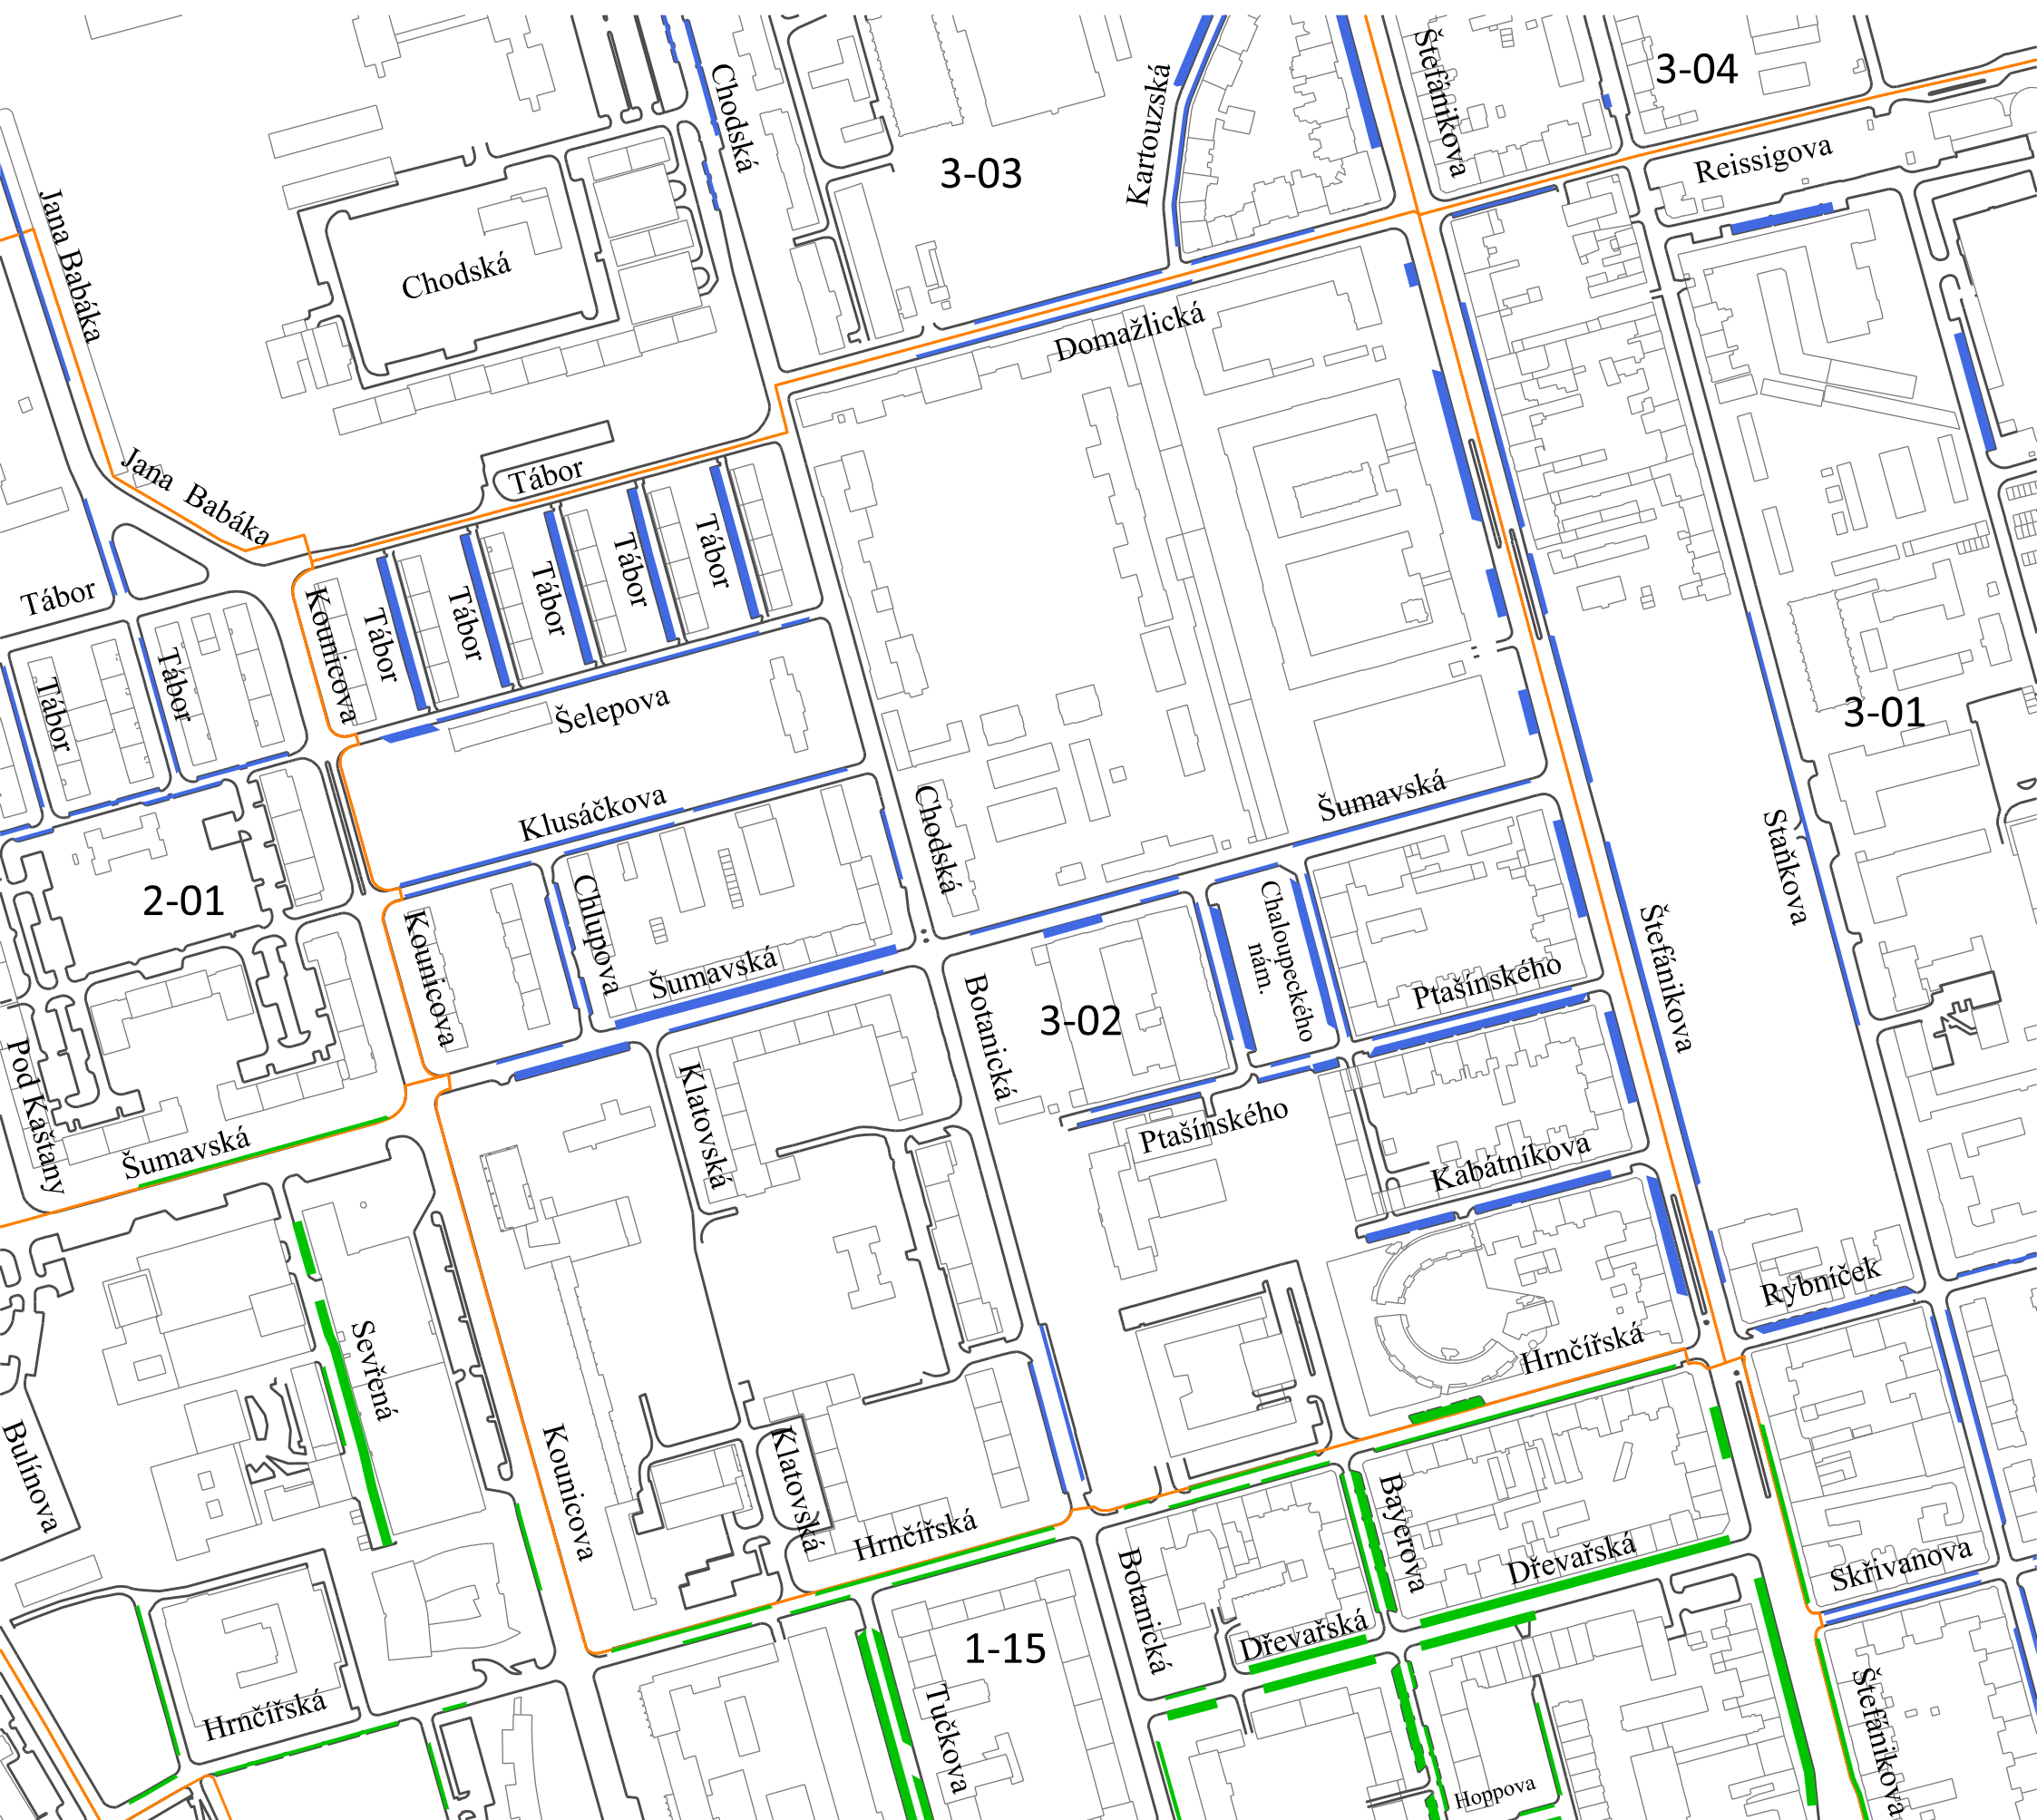 Štefánikova
3-04
Chodská
Kartouzská
Reissigova
3-03
Jana Babáka
Chodská
Domažlická
Jana Babáka
Tábor
Tábor
Tábor
Tábor
Tábor
Tábor
Tábor
Kounicova
Tábor
Tábor
Šelepova
3-01
Klusáčkova
Šumavská
Chodská
Staňkova
2-01
Chlupova
Chaloupeckého
nám.
Kounicova
Štefánikova
Šumavská
Botanická
Ptašínského
3-02
Pod Kaštany
Klatovská
Ptašínského
Šumavská
Kabátníkova
Rybníček
Sevřená
Hrnčířská
Bulínova
Kounicova
Klatovská
Hrnčířská
Bayerova
Botanická
Dřevařská
Skřivanova
Dřevařská
1-15
Hrnčířská
Tučkova
Štefánikova
Hoppova